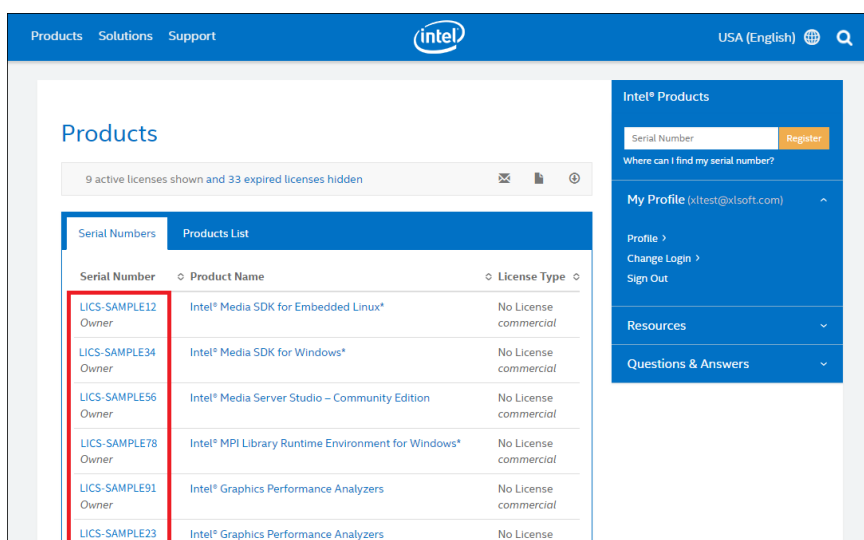 Products Solutions Support
intel
USA (English)
Products
9 active licenses shown and 33 expired licenses hidden
Serial Numbers Products List
Serial Number Product Name License Type
LICS-SAMPLE12 Intel® Media SDK for Embedded Linux* No License
Owner commercial
LICS-SAMPLE34 Intel® Media SDK for Windows* No License
Owner commercial
LICS-SAMPLE56 Intel® Media Server Studio – Community Edition No License
Owner commercial
LICS-SAMPLE78 Intel® MPI Library Runtime Environment for Windows* No License
Owner commercial
LICS-SAMPLE91 Intel® Graphics Performance Analyzers No License
Owner commercial
LICS-SAMPLE23 Intel® Graphics Performance Analyzers No License
Intel® Products
Serial Number Register
Where can I find my serial number?
My Profile (xltest@xlsoft.com)
Profile >
Change Login >
Sign Out
Resources
Questions & Answers